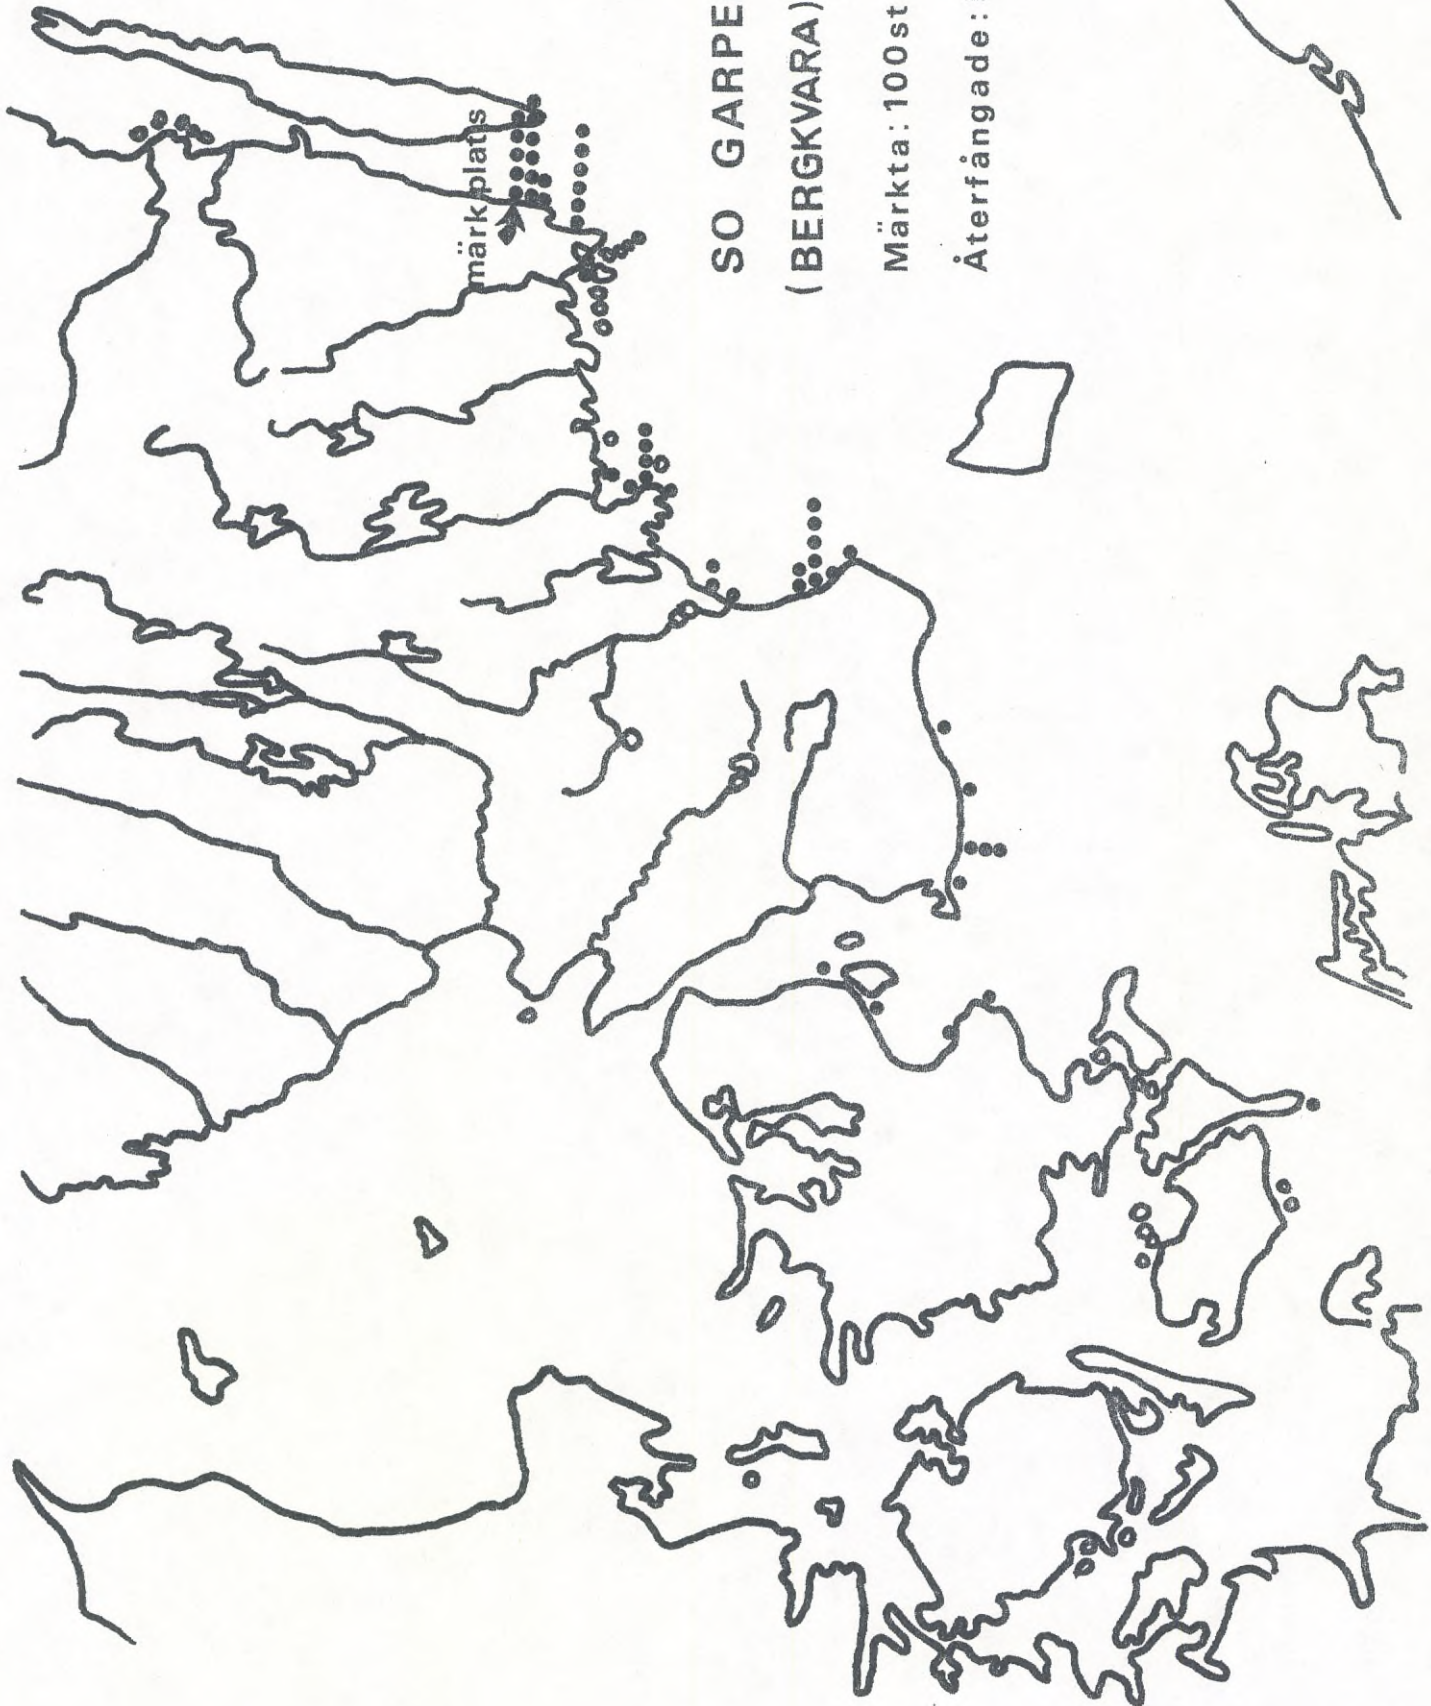 märkplats
SO GARPE
(BERGKVARA)
Märkta: 100st
Återfångade: